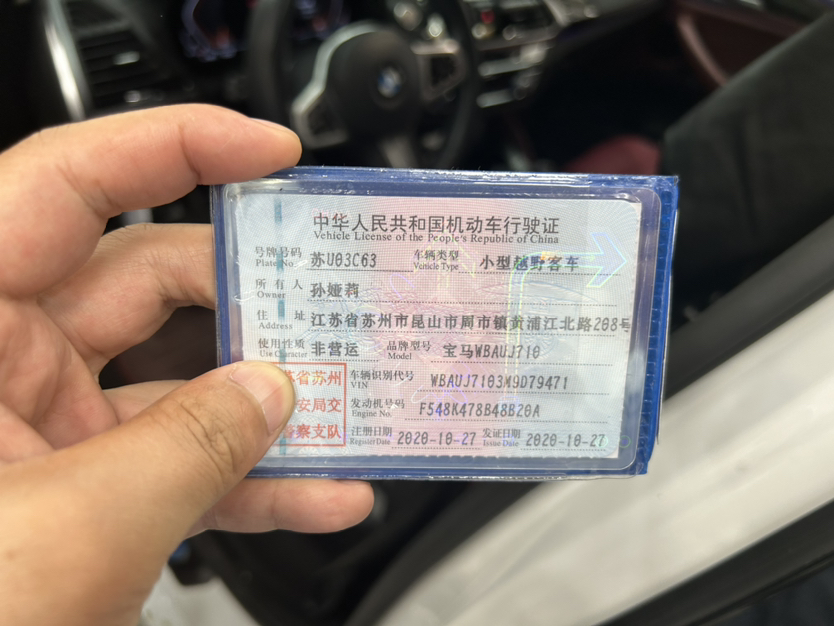 中华人民共和国机动车行驶证
Vehicle License of the People's Republic of China
号牌号码 Plate No. 苏U03C63 车辆类型 Vehicle Type 小型越野客车
所有人 Owner 孙娅莉
住址 Address 江苏省苏州市昆山市周市镇黄浦江北路208号
使用性质 Use Character 非营运 品牌型号 Model 宝马WBAUJ710
车辆识别代号 VIN WBAUJ7103M9D79471
发动机号码 Engine No. F548K478B48B20A
注册日期 Register Date 2020-10-27 发证日期 Issue Date 2020-10-27
省苏州
安局交
察支队